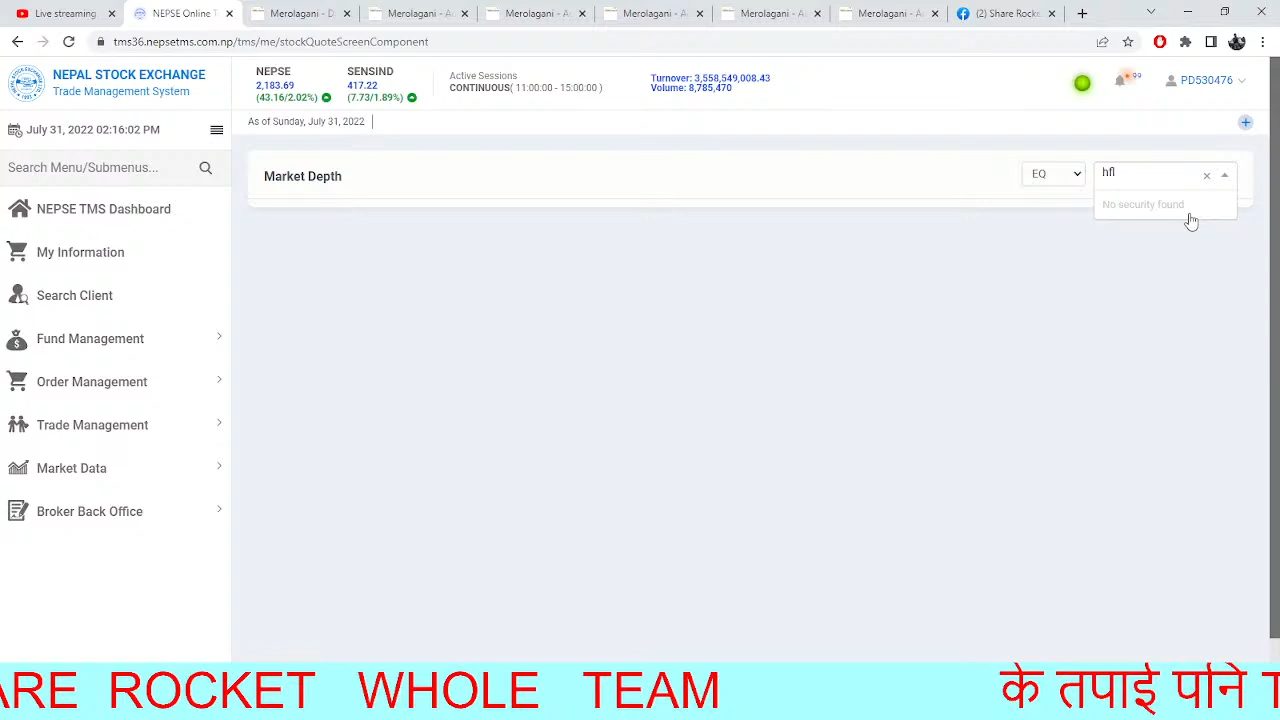 Live streaming
NEPSE Online T
Merolagani - D
Merolagani - A
Merolagani - A
Merolagani - A
Merolagani - A
Merolagani - A
(2) Share Rocke
tms36.nepsetms.com.np/tms/me/stockQuoteScreenComponent
NEPAL STOCK EXCHANGE
Trade Management System
NEPSE
2,183.69
(43.16/2.02%)
SENSIND
417.22
(7.73/1.89%)
Active Sessions
CONTINUOUS( 11:00:00 - 15:00:00 )
Turnover: 3,558,549,008.43
Volume: 8,785,470
99
PD530476
July 31, 2022 02:16:02 PM
As of Sunday, July 31, 2022
Search Menu/Submenus...
Market Depth
EQ
hfl
No security found
NEPSE TMS Dashboard
My Information
Search Client
Fund Management
Order Management
Trade Management
Market Data
Broker Back Office
ARE ROCKET WHOLE TEAM के तपाई पनि T